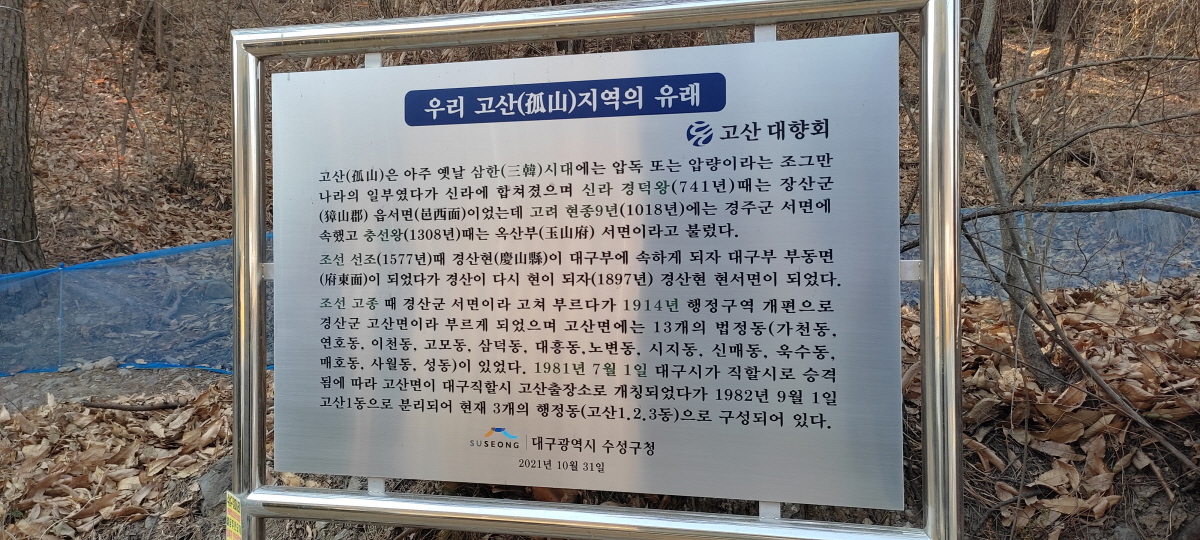 우리 고산(孤山)지역의 유래
고산 대향회
고산(孤山)은 아주 옛날 삼한(三韓)시대에는 압독 또는 압량이라는 조그만
나라의 일부였다가 신라에 합쳐졌으며 신라 경덕왕(741년)때는 장산군
(獐山郡) 읍서면(邑西面)이었는데 고려 현종9년(1018년)에는 경주군 서면에
속했고 충선왕(1308년)때는 옥산부(玉山府) 서면이라고 불렀다.
조선 선조(1577년)때 경산현(慶山縣)이 대구부에 속하게 되자 대구부 부동면
(府東面)이 되었다가 경산이 다시 현이 되자(1897년) 경산현 현서면이 되었다.
조선 고종 때 경산군 서면이라 고쳐 부르다가 1914년 행정구역 개편으로
경산군 고산면이라 부르게 되었으며 고산면에는 13개의 법정동(가천동,
연호동, 이천동, 고모동, 삼덕동, 대흥동,노변동, 시지동, 신매동, 욱수동,
매호동, 사월동, 성동)이 있었다. 1981년 7월 1일 대구시가 직할시로 승격
됨에 따라 고산면이 대구직할시 고산출장소로 개칭되었다가 1982년 9월 1일
고산1동으로 분리되어 현재 3개의 행정동(고산1.2.3동)으로 구성되어 있다.
SUSEONG 대구광역시 수성구청
2021년 10월 31일